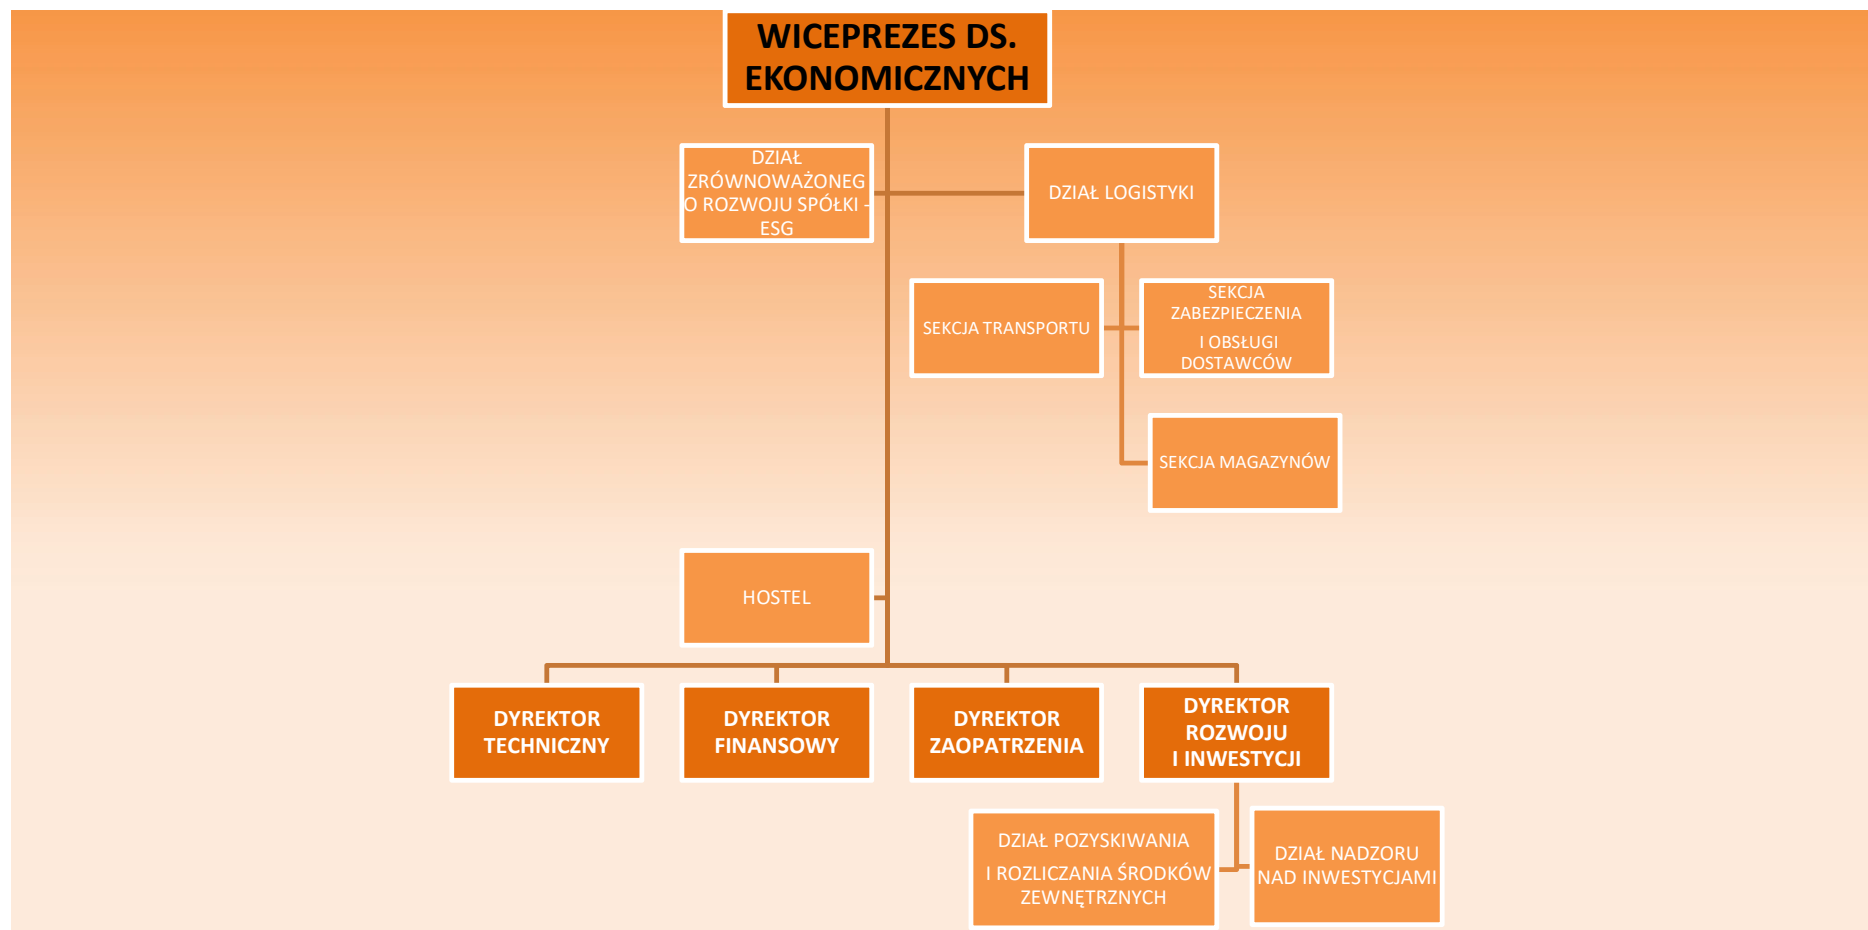 WICEPREZES DS.
EKONOMICZNYCH
DZIAŁ
ZRÓWNOWAŻONEG
O ROZWOJU SPÓŁKI -
ESG
DZIAŁ LOGISTYKI
SEKCJA TRANSPORTU
SEKCJA
ZABEZPIECZENIA
I OBSŁUGI
DOSTAWCÓW
SEKCJA MAGAZYNÓW
HOSTEL
DYREKTOR
TECHNICZNY
DYREKTOR
FINANSOWY
DYREKTOR
ZAOPATRZENIA
DYREKTOR
ROZWOJU
I INWESTYCJI
DZIAŁ POZYSKIWANIA
I ROZLICZANIA ŚRODKÓW
ZEWNĘTRZNYCH
DZIAŁ NADZORU
NAD INWESTYCJAMI